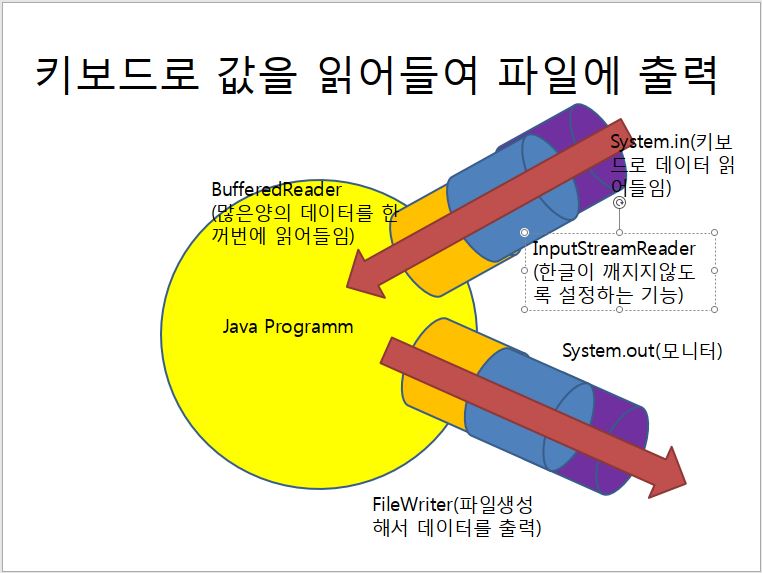 키보드로 값을 읽어들여 파일에 출력
System.in(키보
드로 데이터 읽
어들임)
BufferedReader
(많은양의 데이터를 한
꺼번에 읽어들임)
InputStreamReader
(한글이 깨지지않도
록 설정하는 기능)
Java Programm
System.out(모니터)
FileWriter(파일생성
해서 데이터를 출력)